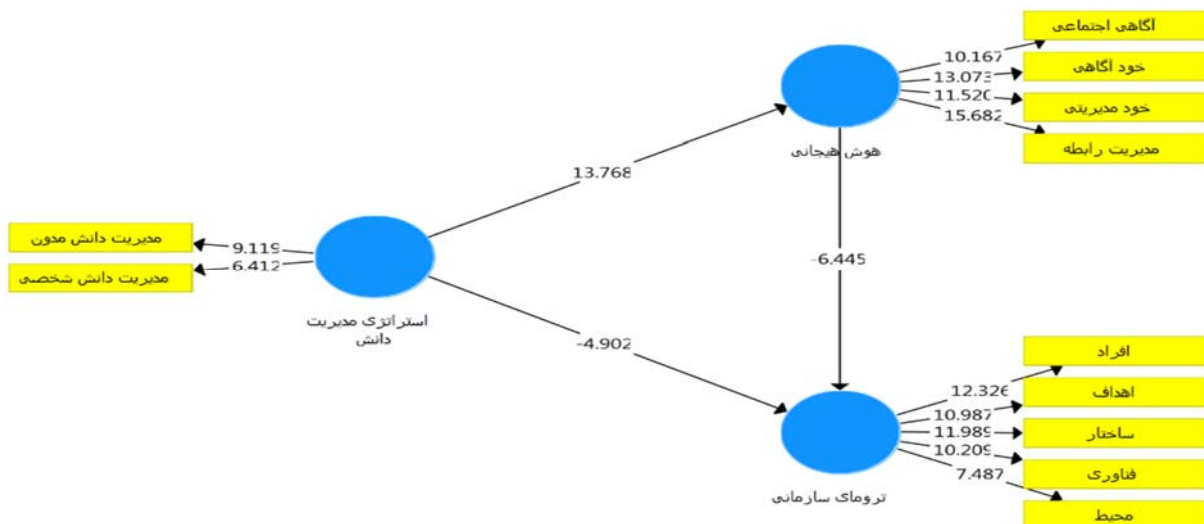 آگاهی اجتماعی
10.167
خود آگاهی
13.073
11.520
خود مدیریتی
15.682
مدیریت رابطه
هوش هیجانی
13.768
مدیریت دانش مدون
9.119
6.412
مدیریت دانش شخصی
-6.445
استراتژی مدیریت
دانش
-4.902
افراد
12.326
اهداف
10.987
11.989
ساختار
10.209
فناوری
7.487
ترومای سازمانی
محیط